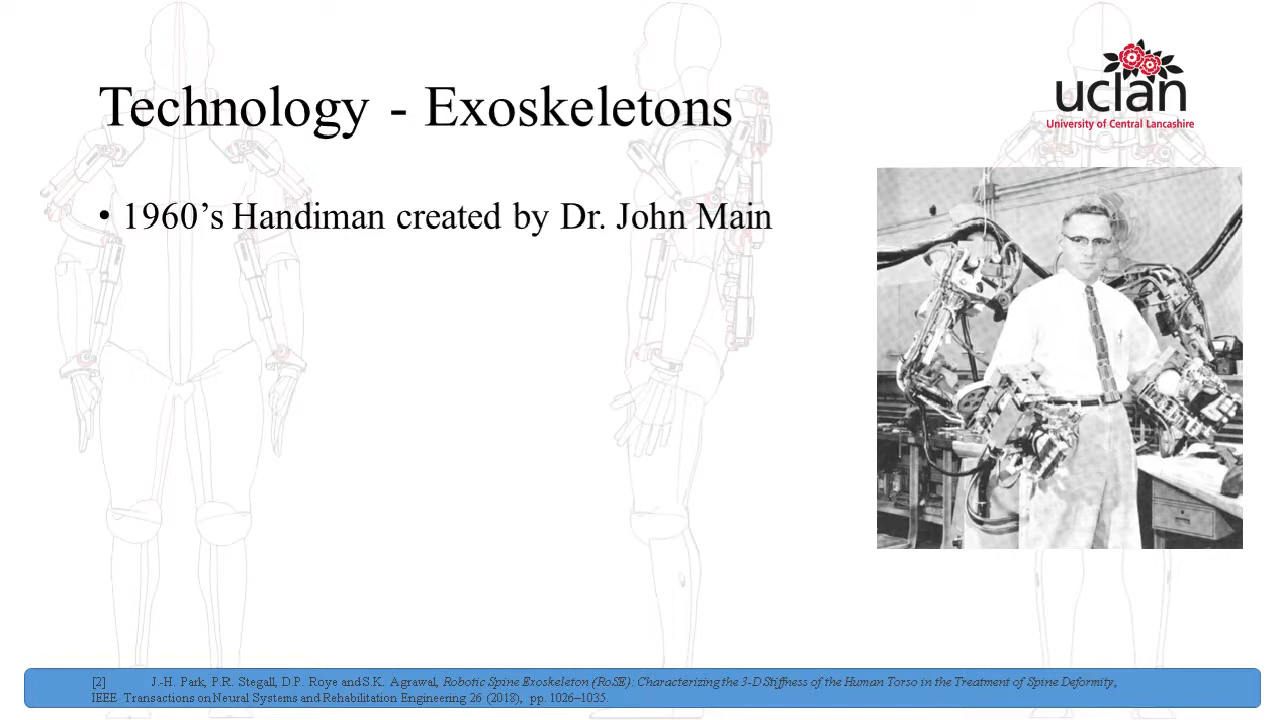 Technology - Exoskeletons
uclan
University of Central Lancashire
• 1960’s Handiman created by Dr. John Main
[2] J.-H. Park, P.R. Stegall, D.P. Roye and S.K. Agrawal, Robotic Spine Exoskeleton (RoSE): Characterizing the 3-D Stiffness of the Human Torso in the Treatment of Spine Deformity,
IEEE Transactions on Neural Systems and Rehabilitation Engineering 26 (2018), pp. 1026–1035.